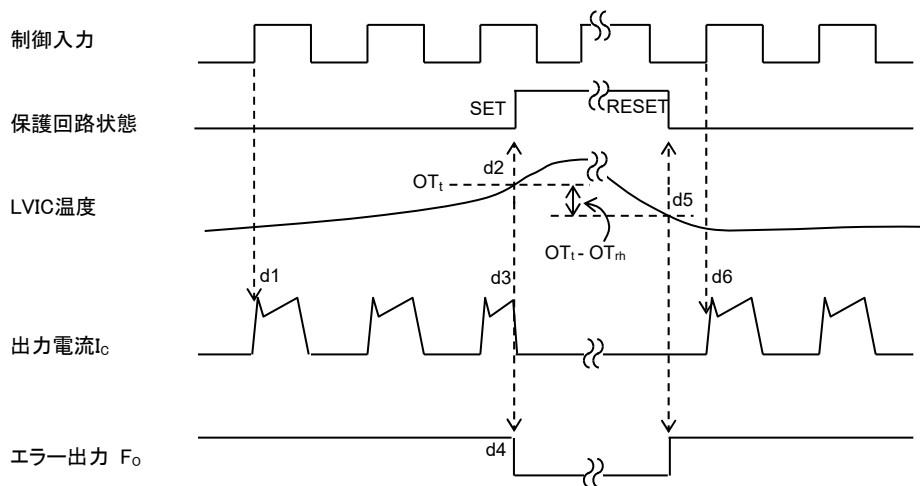 制御入力
保護回路状態
SET
RESET
LVIC温度
OTt
d2
d5
OTt - OTrh
d1
d3
d6
出力電流Ic
エラー出力 Fo
d4